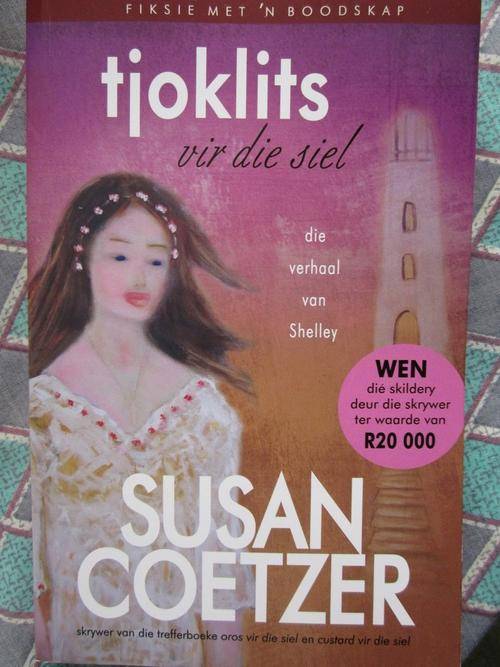 FIKSIE MET 'N BOODSKAP
tjoklits
vir die siel
die
verhaal
van
Shelley
WEN
dié skildery
deur die skrywer
ter waarde van
R20 000
SUSAN
COETZER
skrywer van die trefferboeke oros vir die siel en custard vir die siel